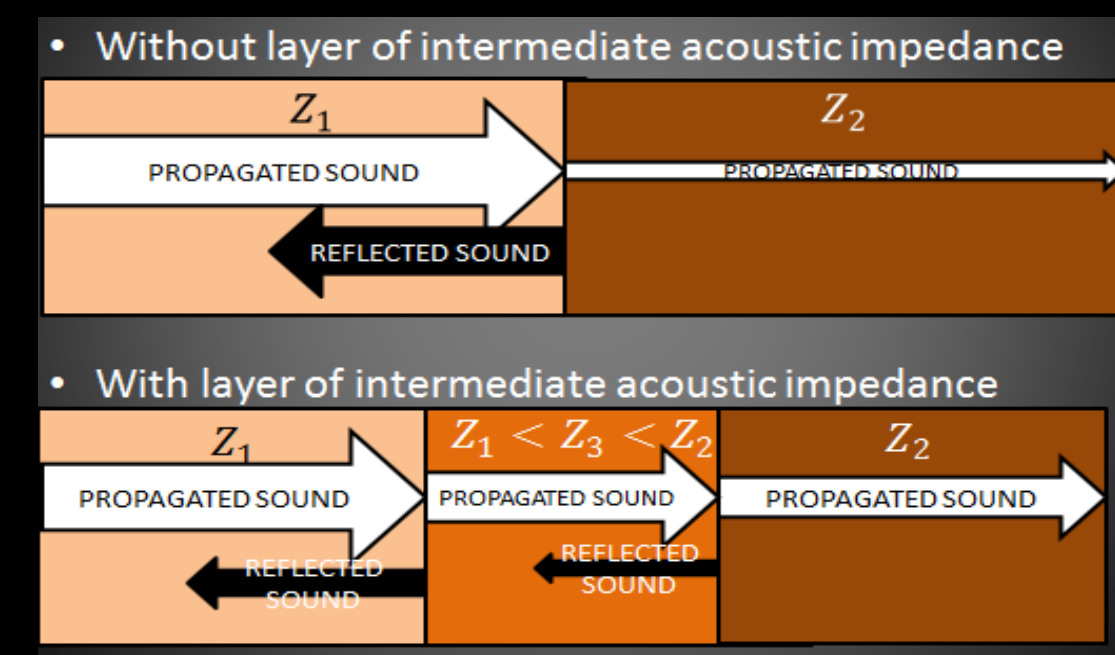 • Without layer of intermediate acoustic impedance
Z₁
Z₂
PROPAGATED SOUND
PROPAGATED SOUND
REFLECTED SOUND
• With layer of intermediate acoustic impedance
Z₁
Z₁ < Z₃ < Z₂
Z₂
PROPAGATED SOUND
PROPAGATED SOUND
PROPAGATED SOUND
REFLECTED
SOUND
REFLECTED
SOUND